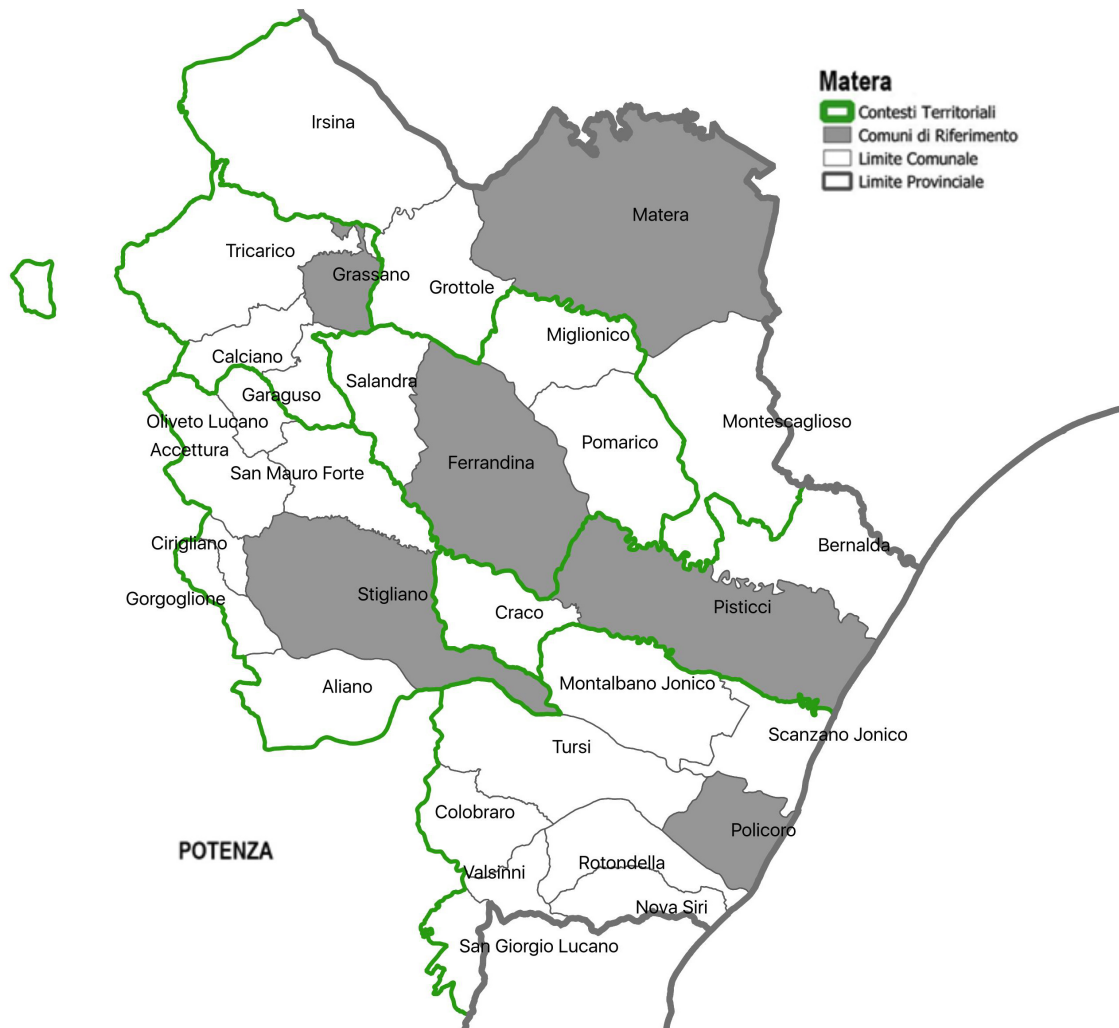 Matera
Contesti Territoriali
Comuni di Riferimento
Limite Comunale
Limite Provinciale
Irsina
Matera
Tricarico
Grassano
Grottole
Miglionico
Calciano
Salandra
Garaguso
Oliveto Lucano
Montescaglioso
Pomarico
Accettura
Ferrandina
San Mauro Forte
Cirigliano
Bernalda
Stigliano
Gorgoglione
Pisticci
Craco
Aliano
Montalbano Jonico
Scanzano Jonico
Tursi
Colobraro
Policoro
POTENZA
Rotondella
Valsinni
Nova Siri
San Giorgio Lucano